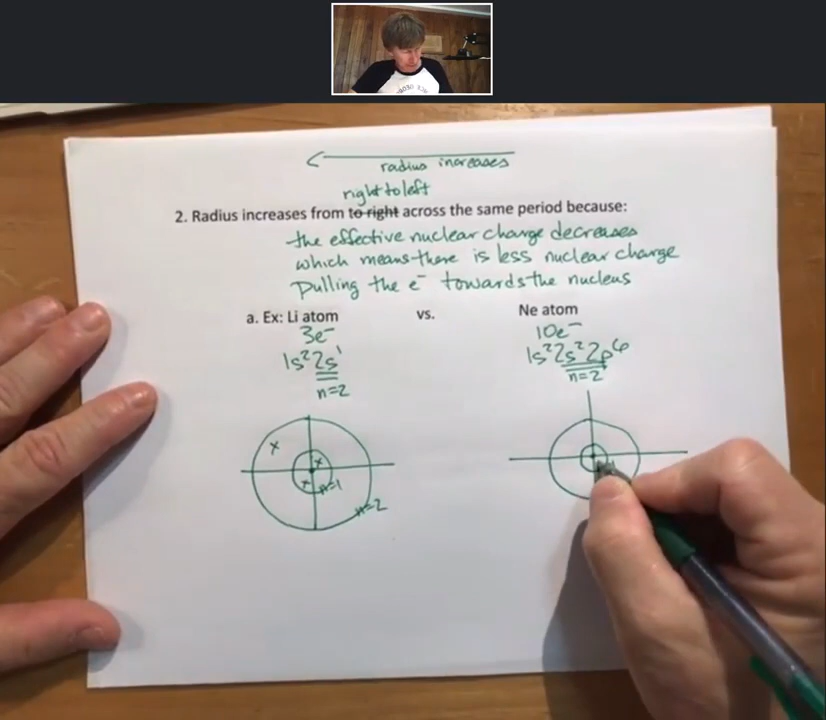 radius increases
right to left
2. Radius increases from to right across the same period because:
the effective nuclear charge decreases
which means there is less nuclear charge
pulling the e⁻ towards the nucleus
a. Ex: Li atom vs. Ne atom
3e⁻ 10e⁻
1s²2s¹ 1s²2s²2p⁶
n=2 n=2
x
x
x n=1
n=2